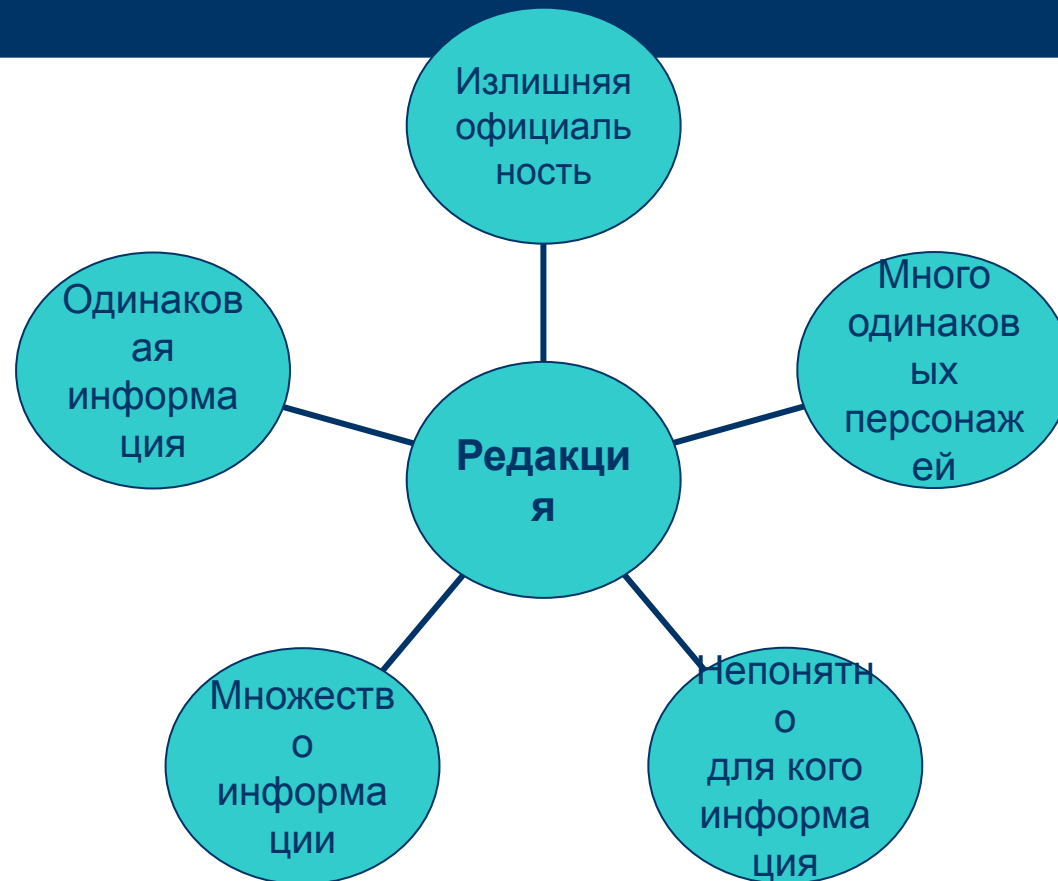 Излишняя
официаль
ность
Одинаков
ая
информа
ция
Много
одинаков
ых
персонаж
ей
Редакци
я
Множеств
о
информа
ции
Непонятн
о
для кого
информа
ция